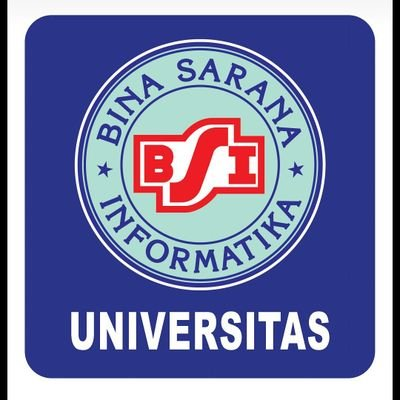 BINA SARANA
BSI
INFORMATIKA
UNIVERSITAS